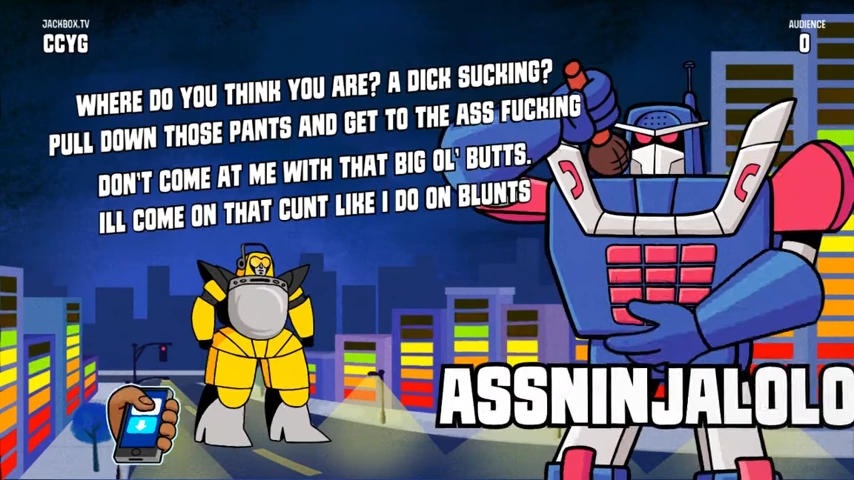 JACKBOX.TV
CCYG
AUDIENCE
0
WHERE DO YOU THINK YOU ARE? A DICK SUCKING?
PULL DOWN THOSE PANTS AND GET TO THE ASS FUCKING
DON'T COME AT ME WITH THAT BIG OL' BUTTS.
ILL COME ON THAT CUNT LIKE I DO ON BLUNTS
ASSNINJALOLO